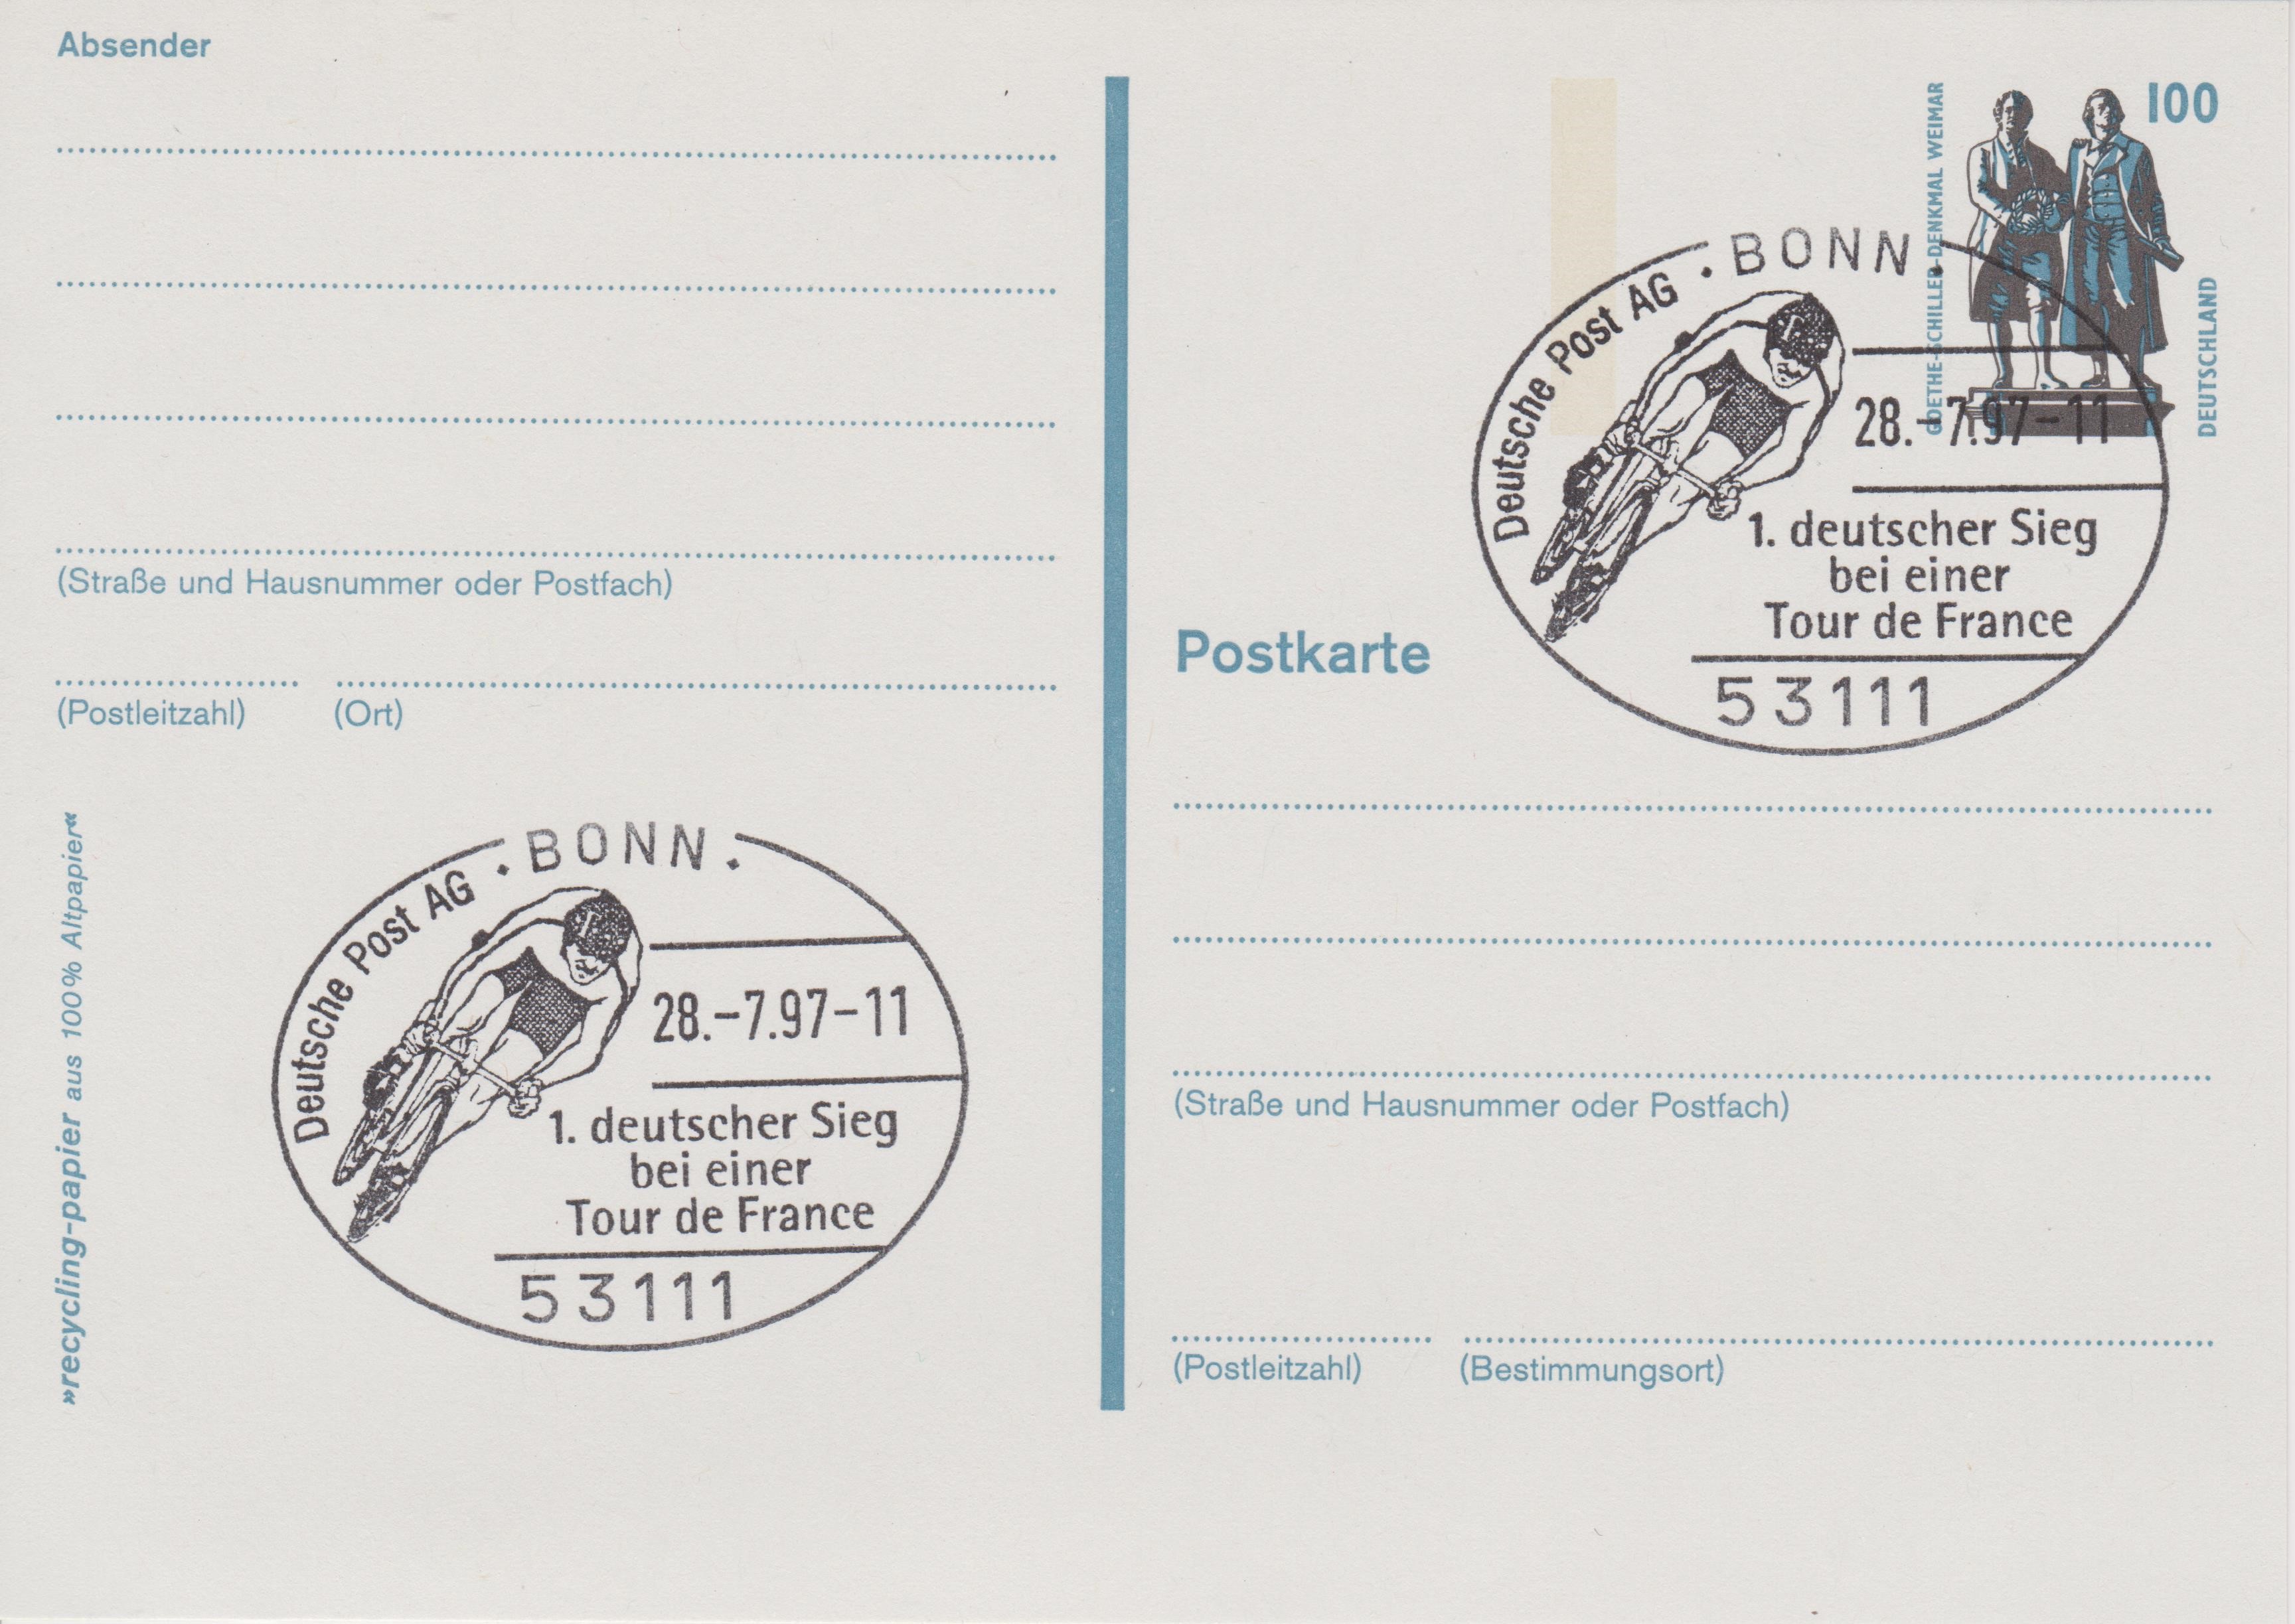 Absender
(Straße und Hausnummer oder Postfach)
(Postleitzahl) (Ort)
»recycling-papier aus 100% Altpapier«
Deutsche Post AG
· BONN ·
28.–7.97–11
1. deutscher Sieg
bei einer
Tour de France
53111
GOETHE-SCHILLER-DENKMAL WEIMAR
100
DEUTSCHLAND
Deutsche Post AG
· BONN ·
28.–7.97–11
1. deutscher Sieg
bei einer
Tour de France
53111
Postkarte
(Straße und Hausnummer oder Postfach)
(Postleitzahl) (Bestimmungsort)